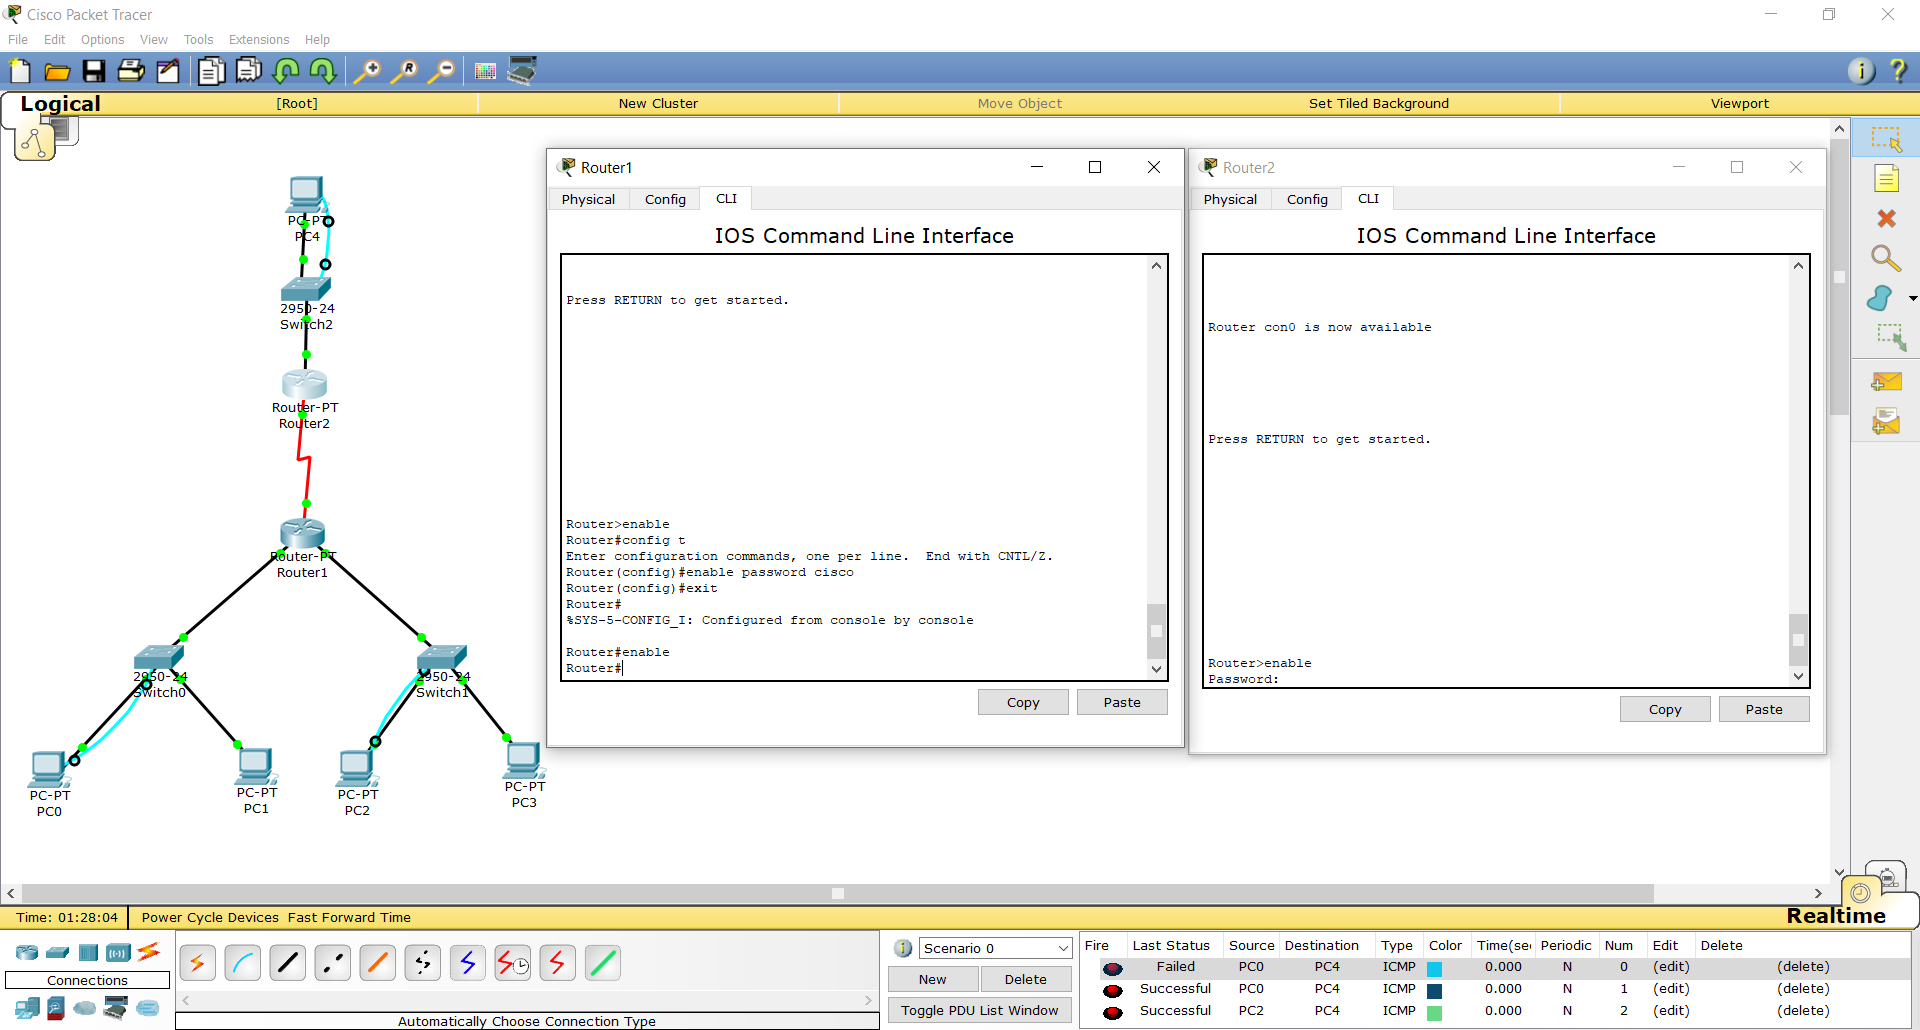 Cisco Packet Tracer
File Edit Options View Tools Extensions Help
Logical [Root] New Cluster Move Object Set Tiled Background Viewport
PC-PT
PC4
2950-24
Switch2
Router-PT
Router2
Router-PT
Router1
2950-24
Switch0
2950-24
Switch1
PC-PT
PC0
PC-PT
PC1
PC-PT
PC2
PC-PT
PC3
Router1
Physical Config CLI
IOS Command Line Interface
Press RETURN to get started.
Router>enable
Router#config t
Enter configuration commands, one per line.  End with CNTL/Z.
Router(config)#enable password cisco
Router(config)#exit
Router#
%SYS-5-CONFIG_I: Configured from console by console
Router#enable
Router#
Copy Paste
Router2
Physical Config CLI
IOS Command Line Interface
Router con0 is now available
Press RETURN to get started.
Router>enable
Password:
Copy Paste
Time: 01:28:04 Power Cycle Devices Fast Forward Time
Realtime
Connections
Automatically Choose Connection Type
Scenario 0
New Delete
Toggle PDU List Window
Fire Last Status Source Destination Type Color Time(sec Periodic Num Edit Delete
Failed PC0 PC4 ICMP 0.000 N 0 (edit) (delete)
Successful PC0 PC4 ICMP 0.000 N 1 (edit) (delete)
Successful PC2 PC4 ICMP 0.000 N 2 (edit) (delete)